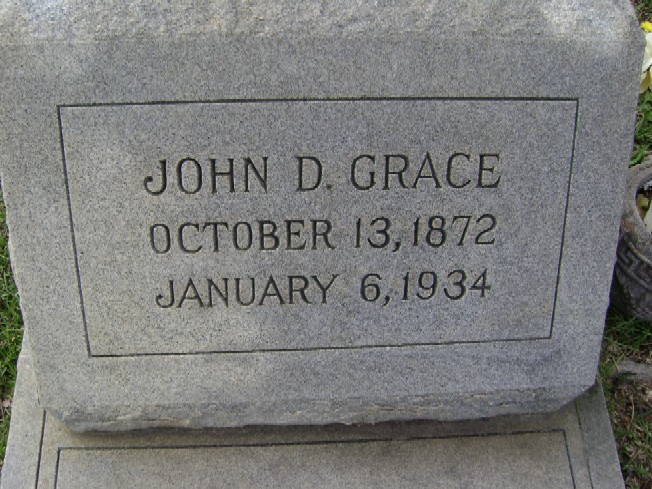 JOHN D. GRACE
OCTOBER 13, 1872
JANUARY 6, 1934